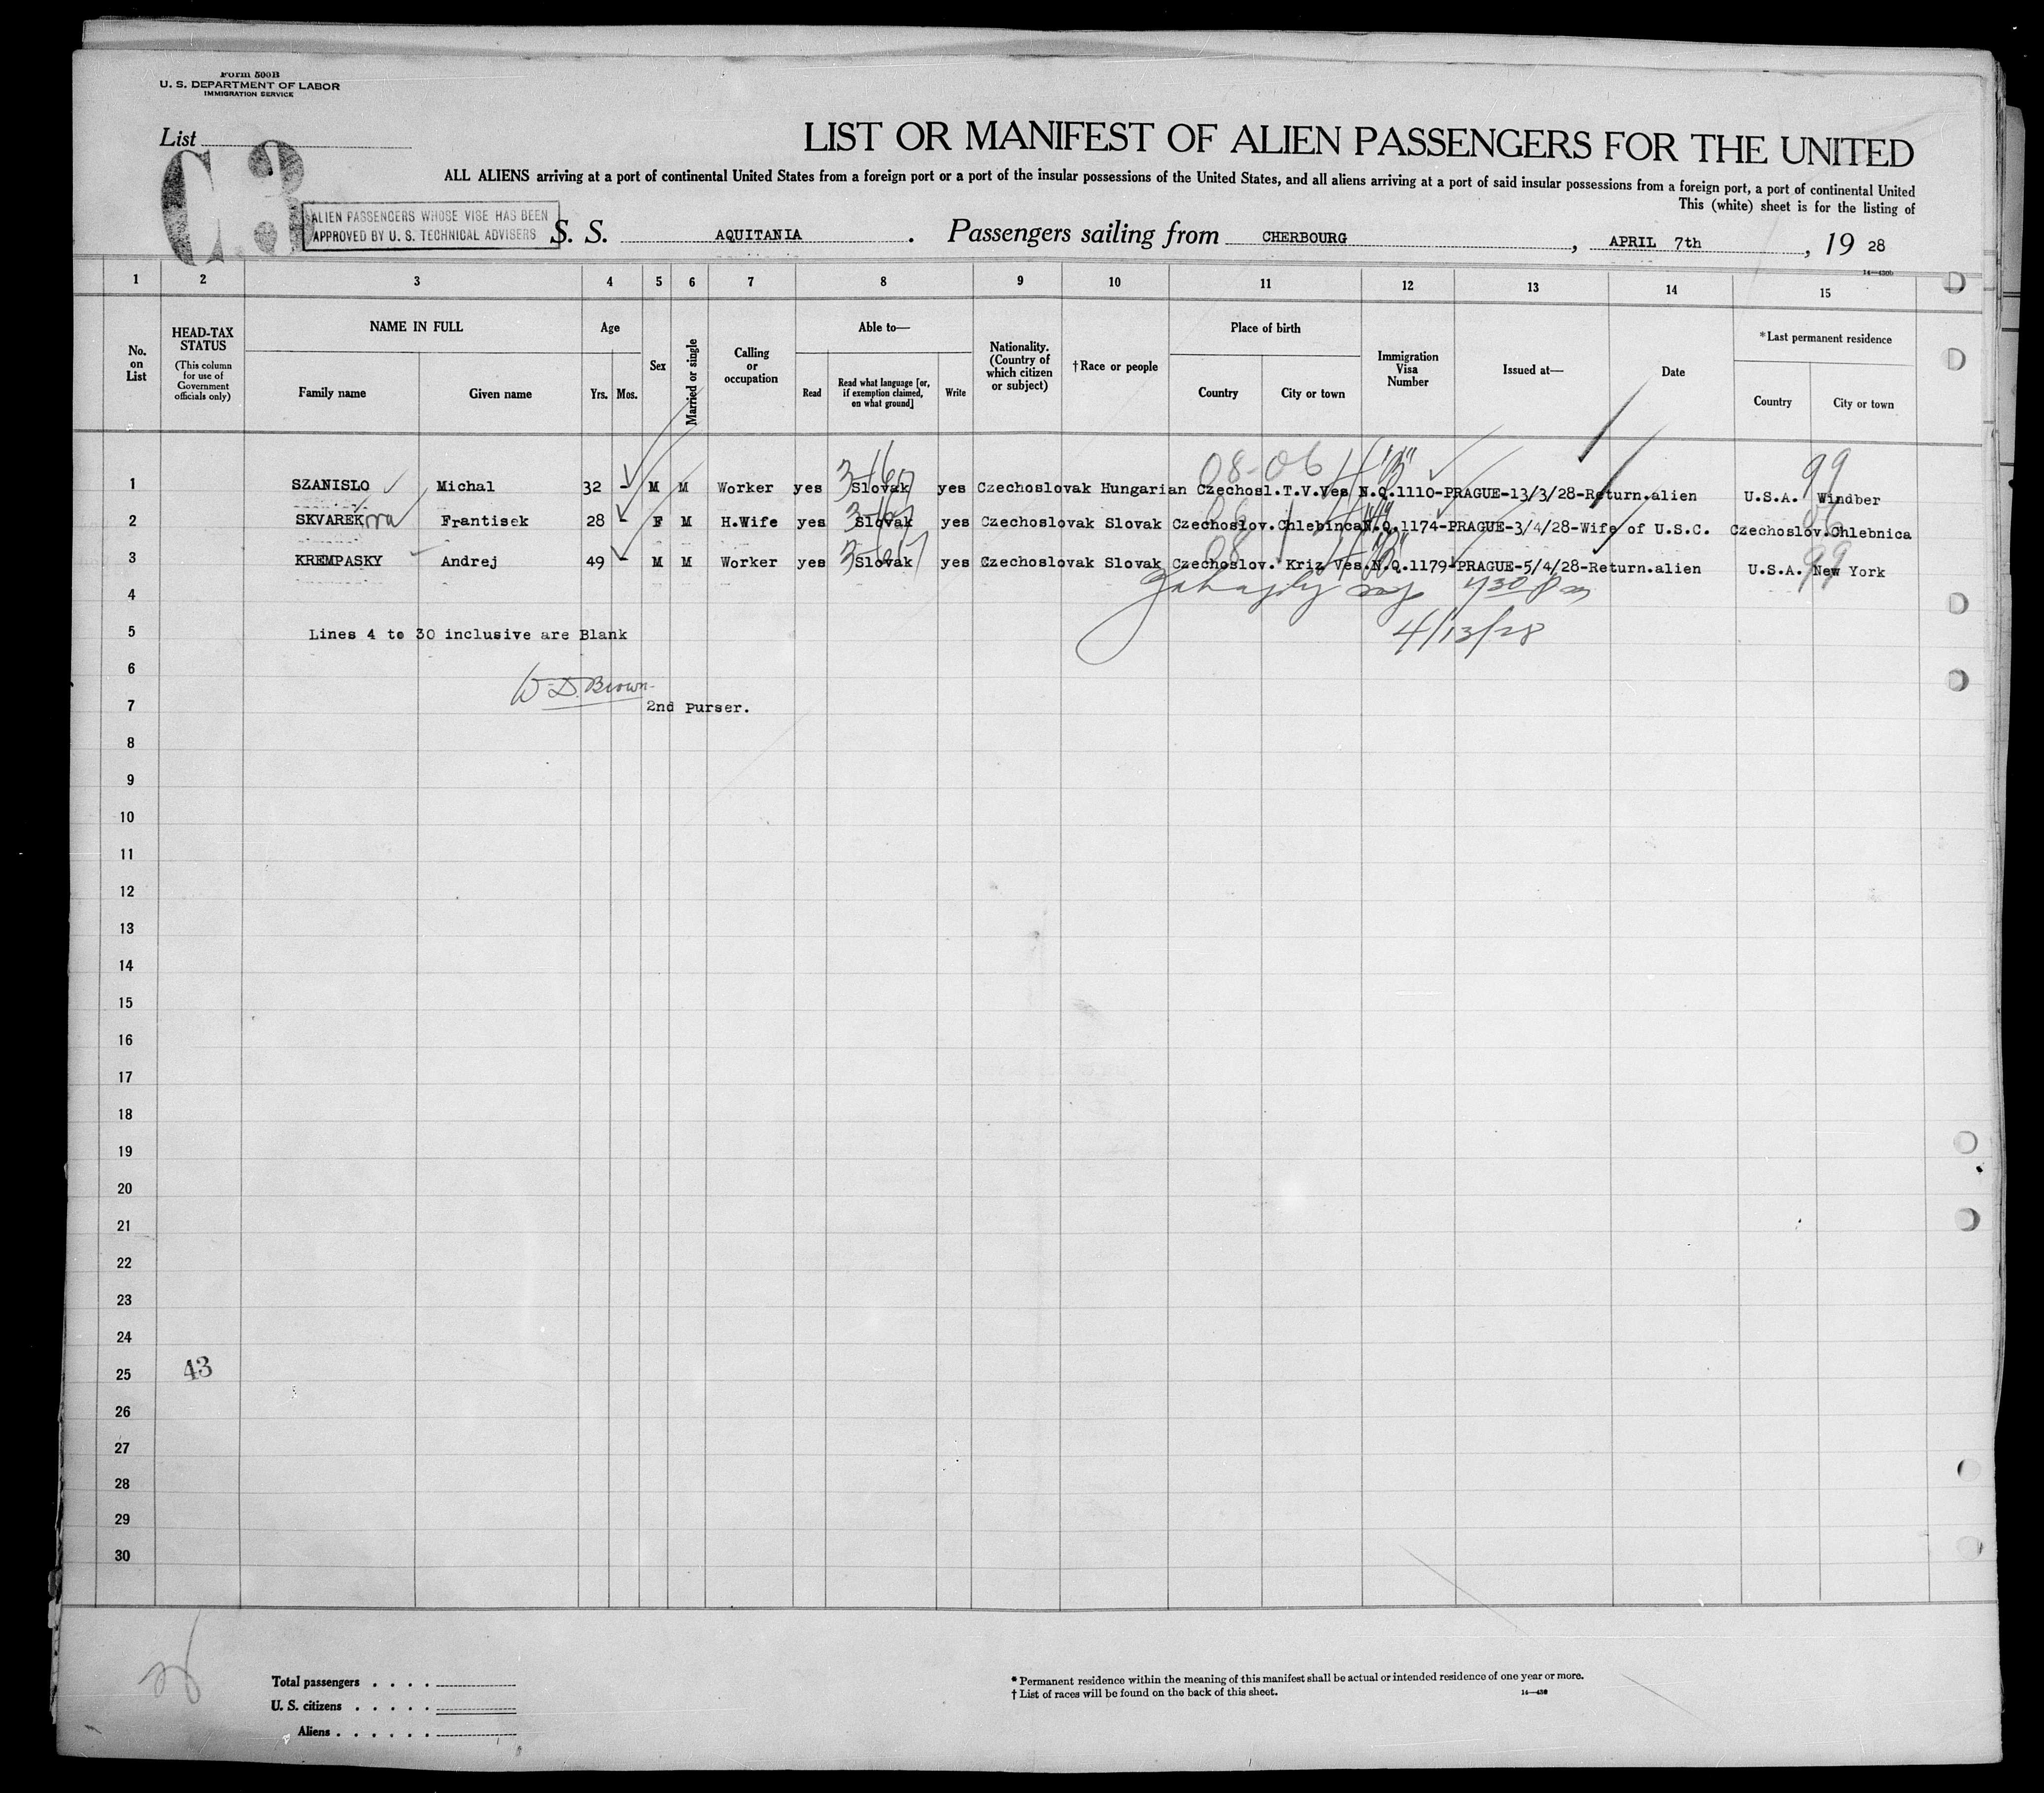 Form 500B
U. S. DEPARTMENT OF LABOR
IMMIGRATION SERVICE
List
C.3
LIST OR MANIFEST OF ALIEN PASSENGERS FOR THE UNITED
ALL ALIENS arriving at a port of continental United States from a foreign port or a port of the insular possessions of the United States, and all aliens arriving at a port of said insular possessions from a foreign port, a port of continental United
This (white) sheet is for the listing of
ALIEN PASSENGERS WHOSE VISE HAS BEEN
APPROVED BY U. S. TECHNICAL ADVISERS
S. S. AQUITANIA. Passengers sailing from CHERBOURG, APRIL 7th, 19 28
14—430b
1 2 3 4 5 6 7 8 9 10 11 12 13 14 15
No. on List
HEAD-TAX STATUS
(This column for use of Government officials only)
NAME IN FULL
Family name Given name
Age
Yrs. Mos.
Sex
Married or single
Calling or occupation
Able to—
Read
Read what language [or, if exemption claimed, on what ground]
Write
Nationality. (Country of which citizen or subject)
†Race or people
Place of birth
Country City or town
Immigration Visa Number
Issued at—
Date
*Last permanent residence
Country City or town
08-06 99
1 SZANISLO Michal 32 - M M Worker yes Slovak yes Czechoslovak Hungarian Czechosl.T.V.Ves N.Q.1110-PRAGUE-13/3/28-Return.alien U.S.A. Windber
2 SKVAREKova Frantisek 28 - F M H.Wife yes Slovak yes Czechoslovak Slovak Czechoslov.Chlebinca N.Q.1174-PRAGUE-3/4/28-Wife of U.S.C. Czechoslov.Chlebnica
3 KREMPASKY Andrej 49 - M M Worker yes Slovak yes Czechoslovak Slovak Czechoslov. Kriz Ves.N.Q.1179-PRAGUE-5/4/28-Return.alien U.S.A. New York
99
4
4/13/28
5 Lines 4 to 30 inclusive are Blank
6
W. D. Brown
7 2nd Purser.
8
9
10
11
12
13
14
15
16
17
18
19
20
21
22
23
24
25 43
26
27
28
29
30
Total passengers . . . .
U. S. citizens . . . . .
Aliens . . . . . .
* Permanent residence within the meaning of this manifest shall be actual or intended residence of one year or more.
† List of races will be found on the back of this sheet.
14—430